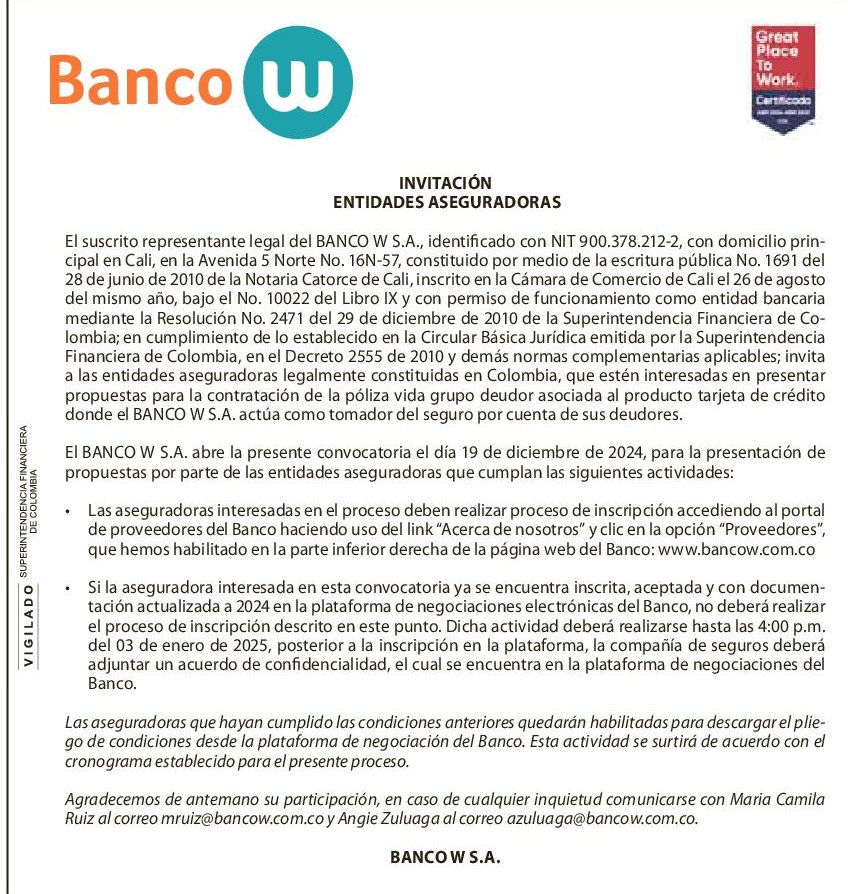 Banco W
Great
Place
To
Work.
Certificado
INVITACIÓN
ENTIDADES ASEGURADORAS
El suscrito representante legal del BANCO W S.A., identificado con NIT 900.378.212-2, con domicilio prin-
cipal en Cali, en la Avenida 5 Norte No. 16N-57, constituido por medio de la escritura pública No. 1691 del
28 de junio de 2010 de la Notaria Catorce de Cali, inscrito en la Cámara de Comercio de Cali el 26 de agosto
del mismo año, bajo el No. 10022 del Libro IX y con permiso de funcionamiento como entidad bancaria
mediante la Resolución No. 2471 del 29 de diciembre de 2010 de la Superintendencia Financiera de Co-
lombia; en cumplimiento de lo establecido en la Circular Básica Jurídica emitida por la Superintendencia
Financiera de Colombia, en el Decreto 2555 de 2010 y demás normas complementarias aplicables; invita
a las entidades aseguradoras legalmente constituidas en Colombia, que estén interesadas en presentar
propuestas para la contratación de la póliza vida grupo deudor asociada al producto tarjeta de crédito
donde el BANCO W S.A. actúa como tomador del seguro por cuenta de sus deudores.
El BANCO W S.A. abre la presente convocatoria el día 19 de diciembre de 2024, para la presentación de
propuestas por parte de las entidades aseguradoras que cumplan las siguientes actividades:
• Las aseguradoras interesadas en el proceso deben realizar proceso de inscripción accediendo al portal
de proveedores del Banco haciendo uso del link “Acerca de nosotros” y clic en la opción “Proveedores”,
que hemos habilitado en la parte inferior derecha de la página web del Banco: www.bancow.com.co
• Si la aseguradora interesada en esta convocatoria ya se encuentra inscrita, aceptada y con documen-
tación actualizada a 2024 en la plataforma de negociaciones electrónicas del Banco, no deberá realizar
el proceso de inscripción descrito en este punto. Dicha actividad deberá realizarse hasta las 4:00 p.m.
del 03 de enero de 2025, posterior a la inscripción en la plataforma, la compañía de seguros deberá
adjuntar un acuerdo de confidencialidad, el cual se encuentra en la plataforma de negociaciones del
Banco.
Las aseguradoras que hayan cumplido las condiciones anteriores quedarán habilitadas para descargar el plie-
go de condiciones desde la plataforma de negociación del Banco. Esta actividad se surtirá de acuerdo con el
cronograma establecido para el presente proceso.
Agradecemos de antemano su participación, en caso de cualquier inquietud comunicarse con Maria Camila
Ruiz al correo mruiz@bancow.com.co y Angie Zuluaga al correo azuluaga@bancow.com.co.
BANCO W S.A.
VIGILADO
SUPERINTENDENCIA FINANCIERA
DE COLOMBIA